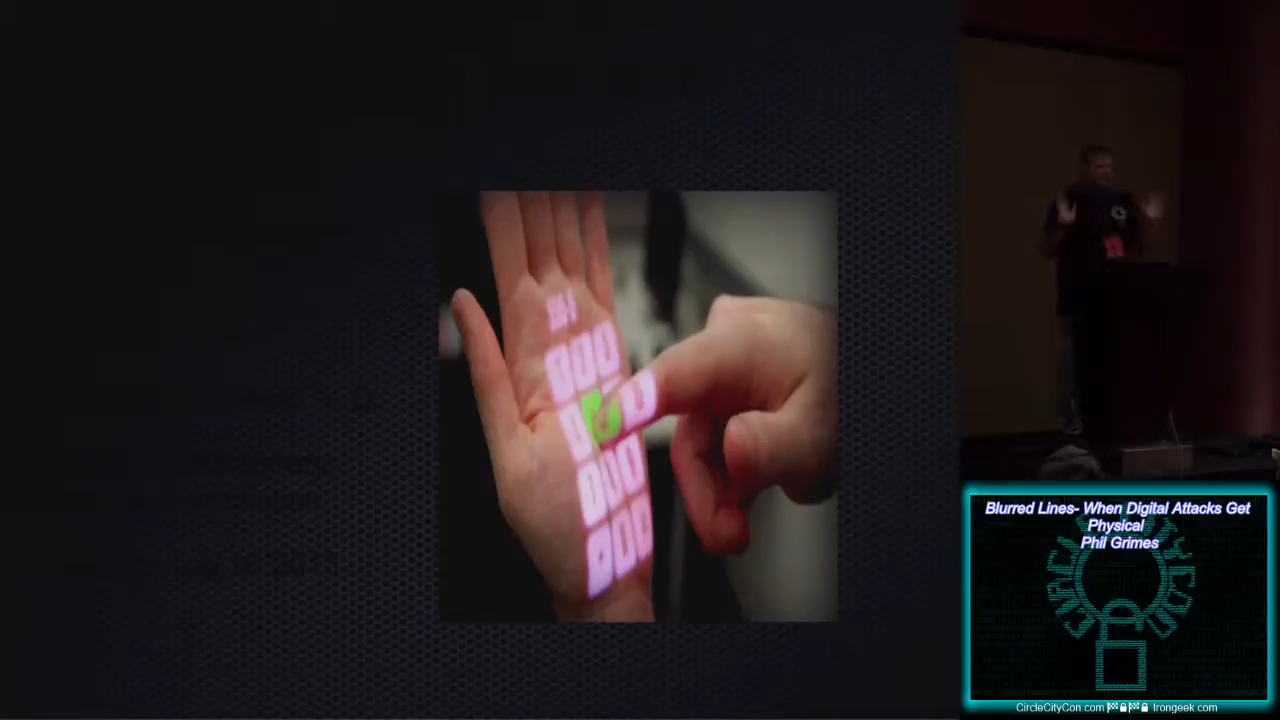 Blurred Lines- When Digital Attacks Get
Physical
Phil Grimes
CircleCityCon.com Irongeek.com